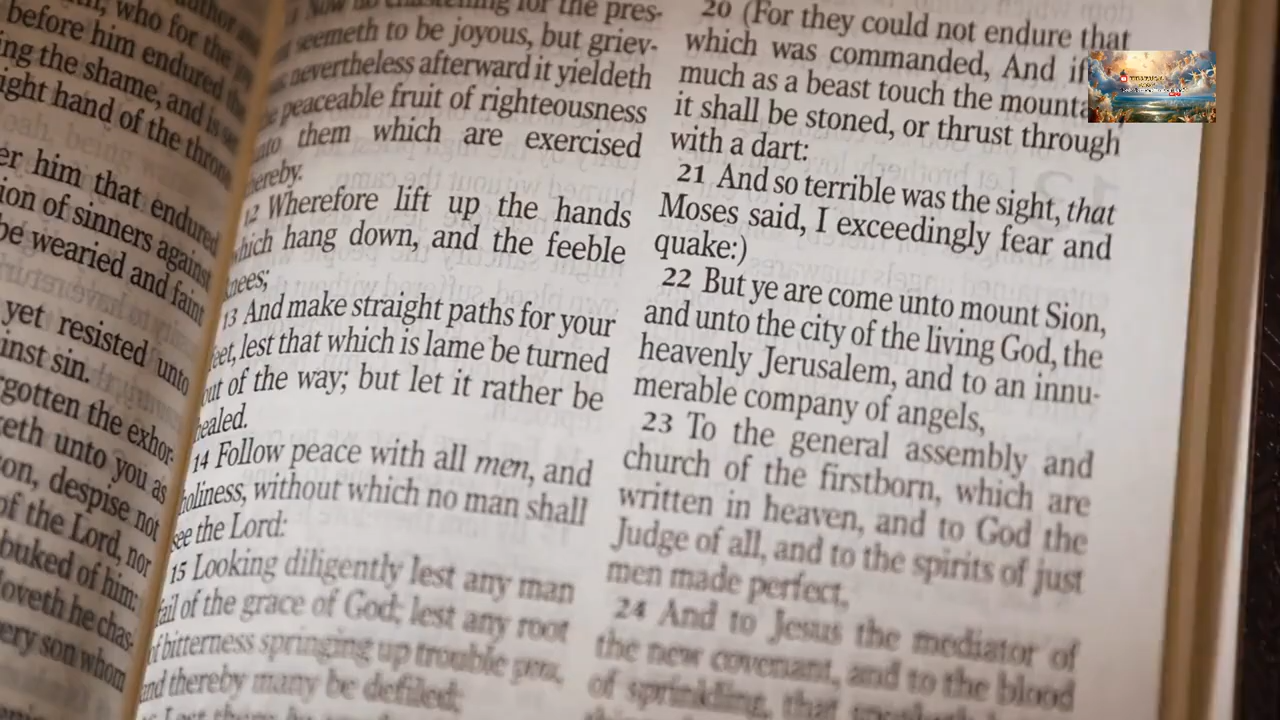 who for the
before him endured
ing the shame, and is
ight hand of the throne
er him that endured
ion of sinners against
be wearied and faint
yet resisted unto
inst sin.
gotten the exhor-
eth unto you as
on, despise not
of the Lord, nor
buked of him:
loveth he chas-
ery son whom
for the pres-
seemeth to be joyous, but griev-
nevertheless afterward it yieldeth
peaceable fruit of righteousness
them which are exercised
ereby.
12 Wherefore lift up the hands
which hang down, and the feeble
nees;
13 And make straight paths for your
feet, lest that which is lame be turned
out of the way; but let it rather be
healed.
14 Follow peace with all men, and
holiness, without which no man shall
see the Lord:
15 Looking diligently lest any man
fail of the grace of God; lest any root
of bitterness springing up trouble you,
and thereby many be defiled;
20 (For they could not endure that
which was commanded, And if
much as a beast touch the mounta
it shall be stoned, or thrust through
with a dart:
21 And so terrible was the sight, that
Moses said, I exceedingly fear and
quake:)
22 But ye are come unto mount Sion,
and unto the city of the living God, the
heavenly Jerusalem, and to an innu-
merable company of angels,
23 To the general assembly and
church of the firstborn, which are
written in heaven, and to God the
Judge of all, and to the spirits of just
men made perfect,
24 And to Jesus the mediator of
the new covenant, and to the blood
of sprinkling, that